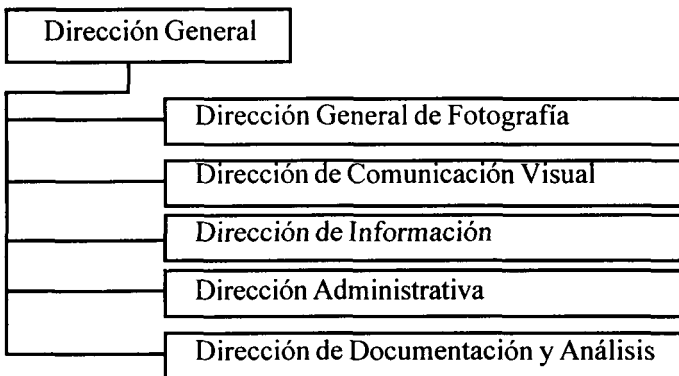 Dirección General
Dirección General de Fotografía
Dirección de Comunicación Visual
Dirección de Información
Dirección Administrativa
Dirección de Documentación y Análisis